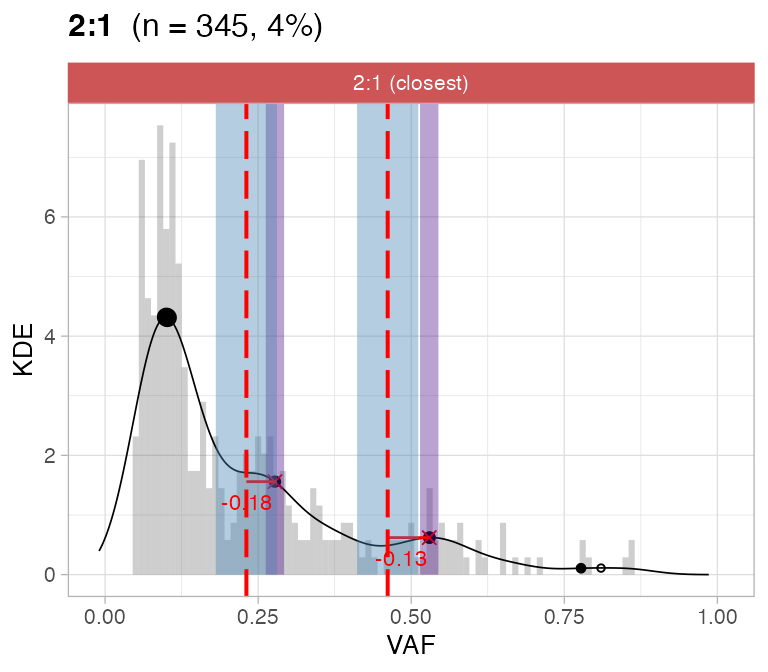 2:1 (n = 345, 4%)
2:1 (closest)
KDE
6
4
2
0
-0.18
-0.13
0.00 0.25 0.50 0.75 1.00
VAF